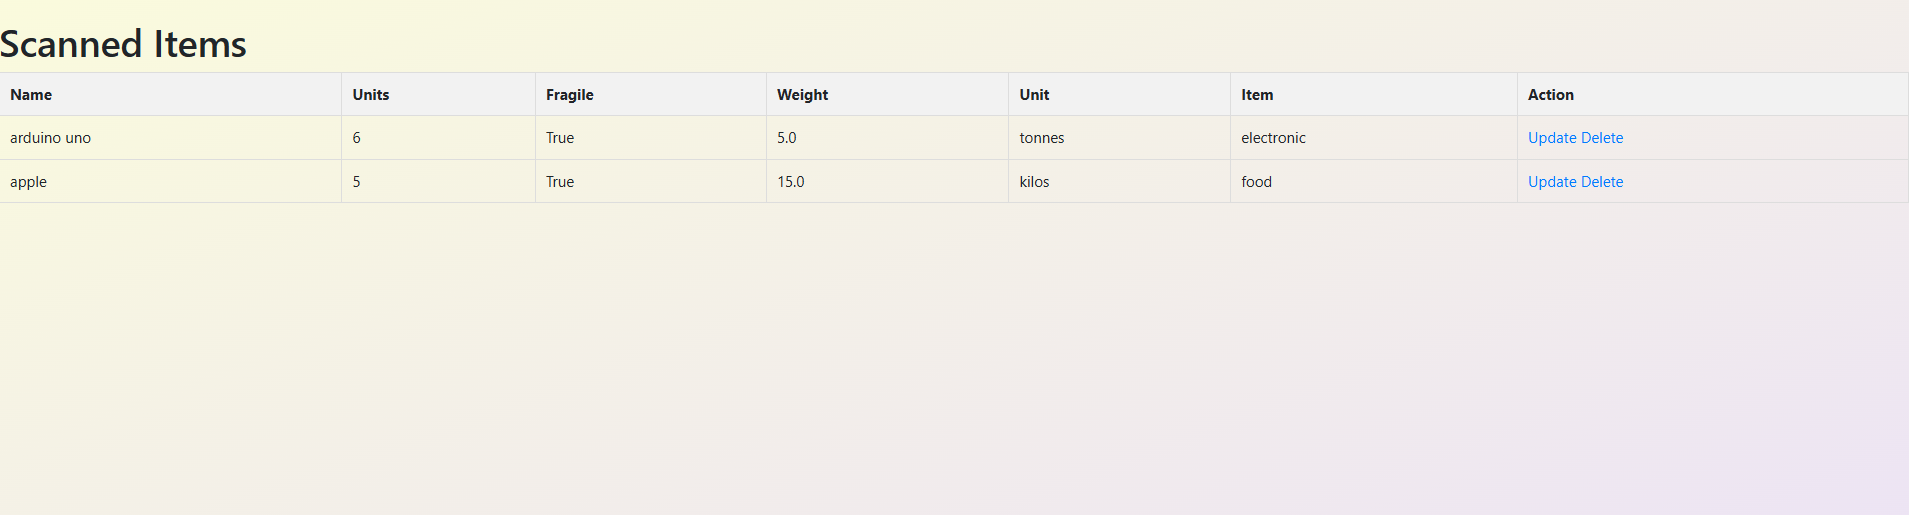 Scanned Items
Name Units Fragile Weight Unit Item Action
arduino uno 6 True 5.0 tonnes electronic Update Delete
apple 5 True 15.0 kilos food Update Delete